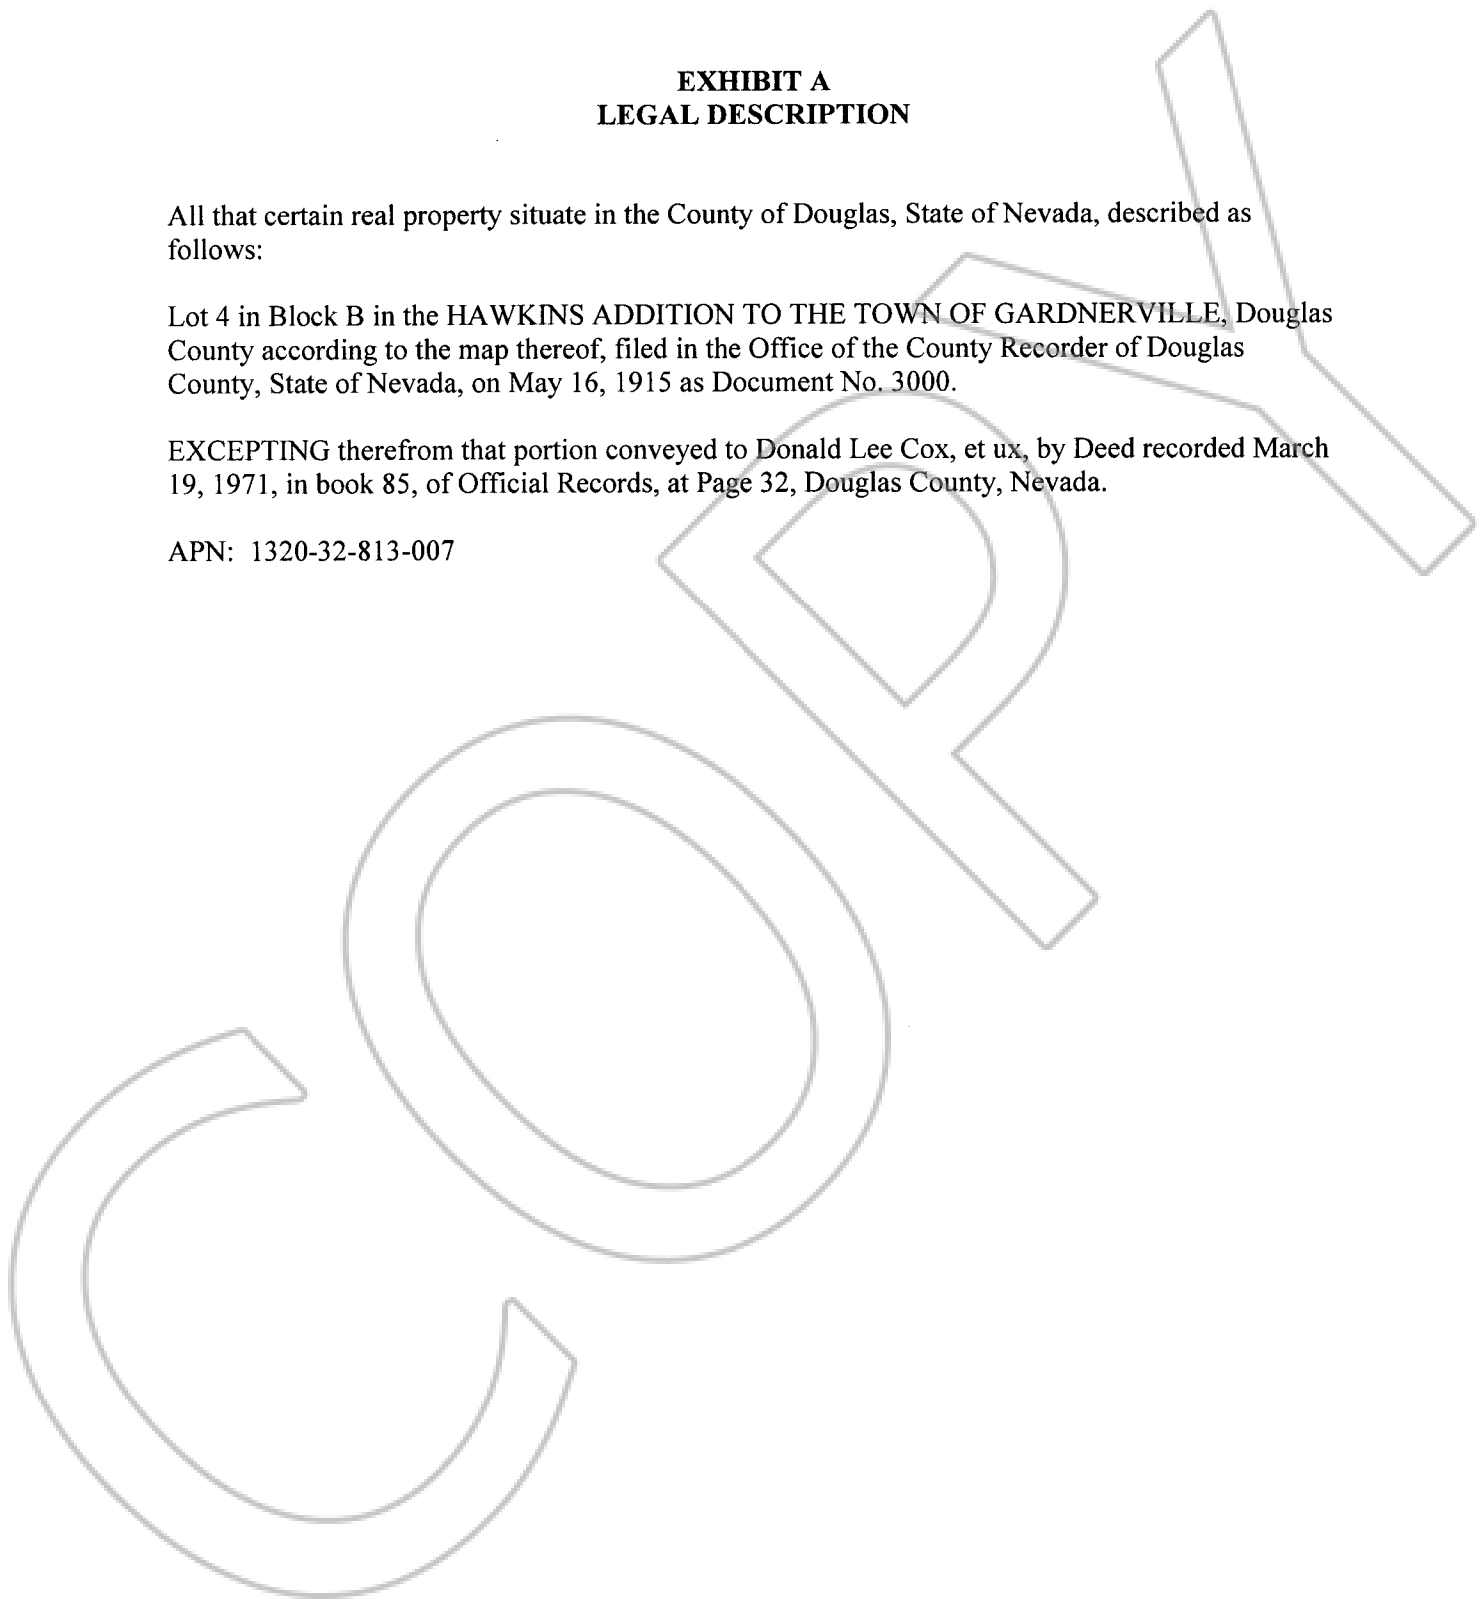 EXHIBIT A
LEGAL DESCRIPTION
All that certain real property situate in the County of Douglas, State of Nevada, described as
follows:
Lot 4 in Block B in the HAWKINS ADDITION TO THE TOWN OF GARDNERVILLE, Douglas
County according to the map thereof, filed in the Office of the County Recorder of Douglas
County, State of Nevada, on May 16, 1915 as Document No. 3000.
EXCEPTING therefrom that portion conveyed to Donald Lee Cox, et ux, by Deed recorded March
19, 1971, in book 85, of Official Records, at Page 32, Douglas County, Nevada.
APN: 1320-32-813-007
COPY